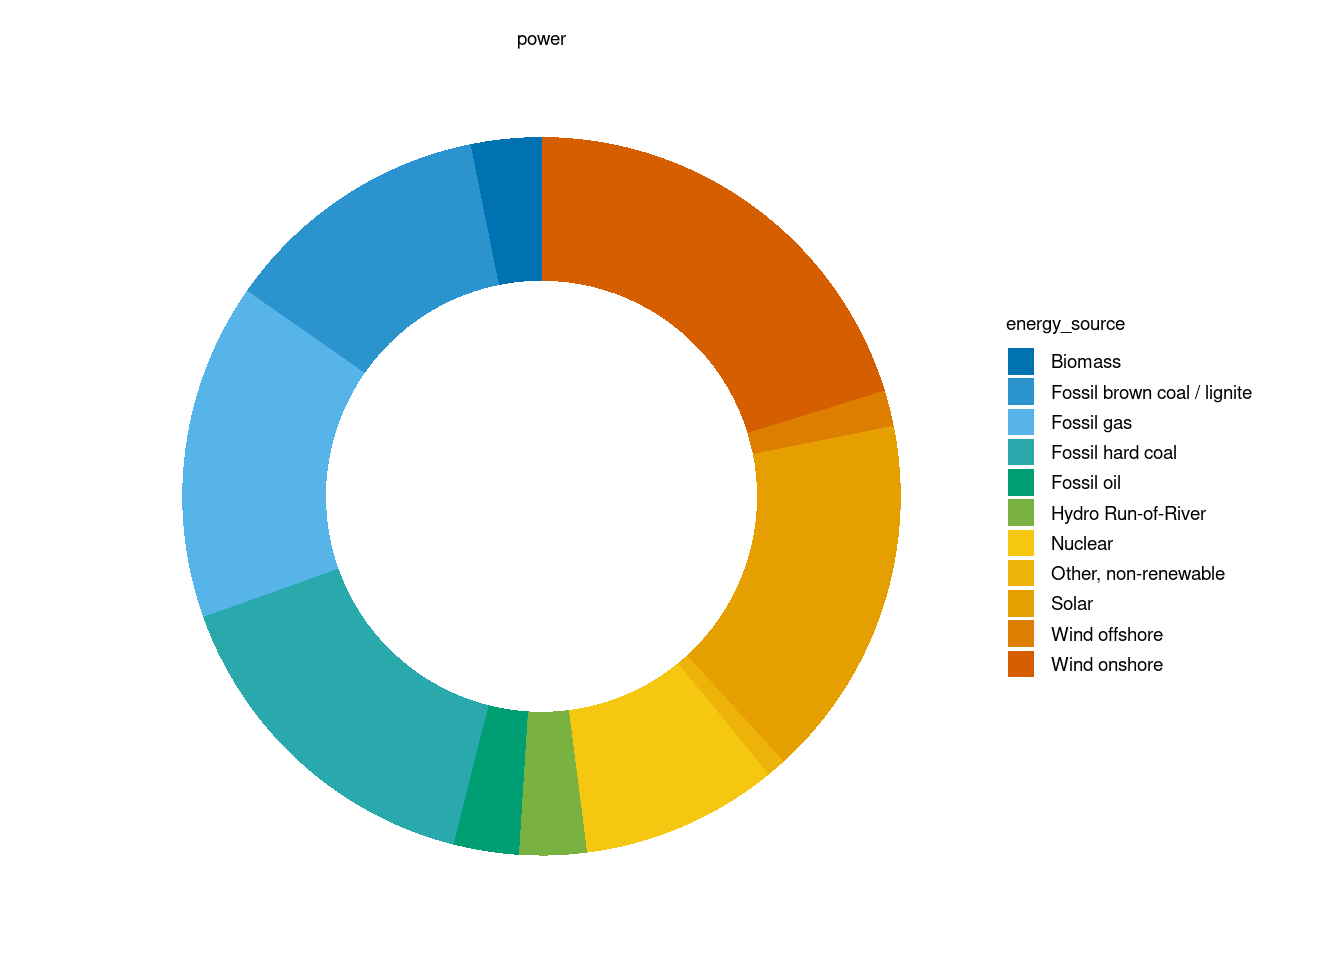 power
energy_source
Biomass
Fossil brown coal / lignite
Fossil gas
Fossil hard coal
Fossil oil
Hydro Run-of-River
Nuclear
Other, non-renewable
Solar
Wind offshore
Wind onshore